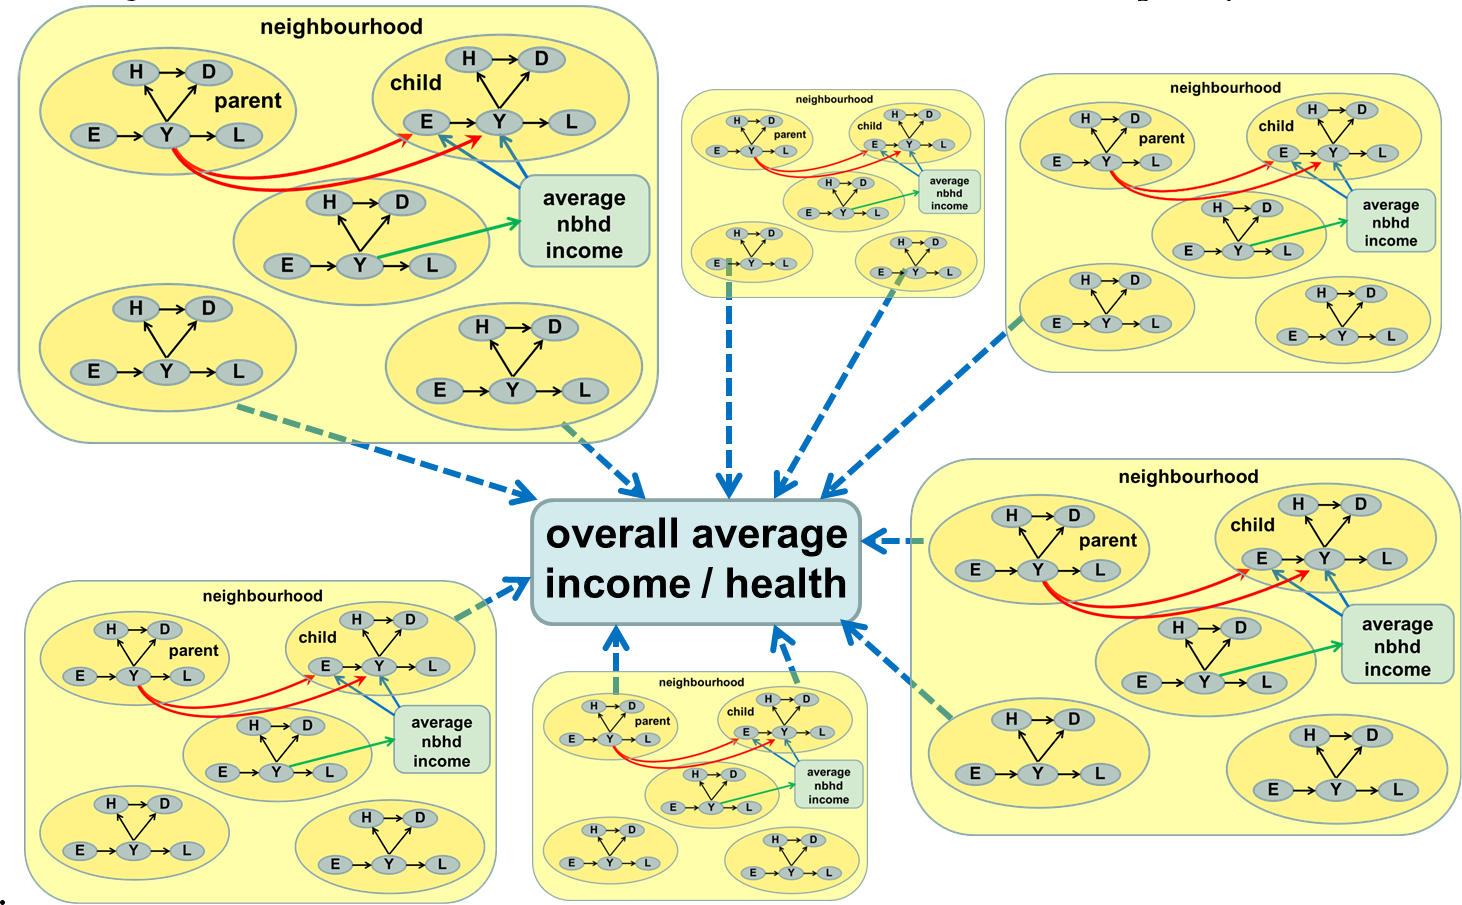 neighbourhood
H D
parent
E Y L
child
H D
E Y L
H D
E Y L
average
nbhd
income
H D
E Y L
H D
E Y L
neighbourhood
H D
parent
E Y L
child
H D
E Y L
H D
E Y L
average
nbhd
income
H D
E Y L
H D
E Y L
neighbourhood
H D
parent
E Y L
child
H D
E Y L
H D
E Y L
average
nbhd
income
H D
E Y L
H D
E Y L
overall average
income / health
neighbourhood
H D
parent
E Y L
child
H D
E Y L
H D
E Y L
average
nbhd
income
H D
E Y L
H D
E Y L
neighbourhood
H D
parent
E Y L
child
H D
E Y L
H D
E Y L
average
nbhd
income
H D
E Y L
H D
E Y L
neighbourhood
H D
parent
E Y L
child
H D
E Y L
H D
E Y L
average
nbhd
income
H D
E Y L
H D
E Y L